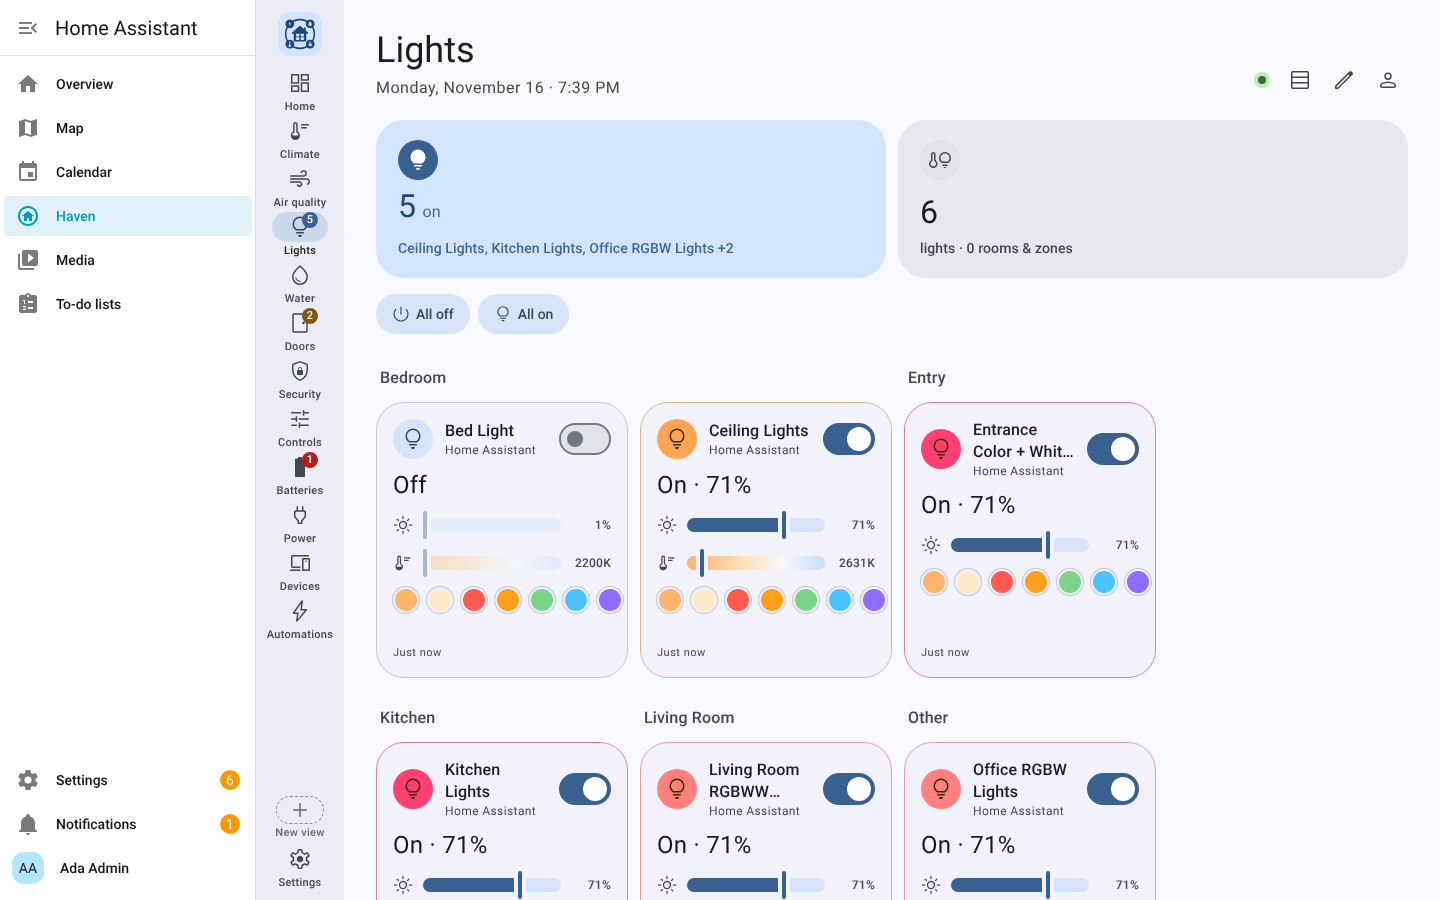 Home Assistant
Overview
Map
Calendar
Haven
Media
To-do lists
Settings
6
Notifications
1
AA
Ada Admin
Home
Climate
Air quality
5
Lights
Water
2
Doors
Security
Controls
1
Batteries
Power
Devices
Automations
New view
Settings
Lights
Monday, November 16 · 7:39 PM
5 on
Ceiling Lights, Kitchen Lights, Office RGBW Lights +2
6
lights · 0 rooms & zones
All off
All on
Bedroom
Bed Light
Home Assistant
Off
1%
2200K
Just now
Ceiling Lights
Home Assistant
On · 71%
71%
2631K
Just now
Entry
Entrance
Color + Whit…
Home Assistant
On · 71%
71%
Just now
Kitchen
Kitchen
Lights
Home Assistant
On · 71%
71%
Living Room
Living Room
RGBWW…
Home Assistant
On · 71%
71%
Other
Office RGBW
Lights
Home Assistant
On · 71%
71%